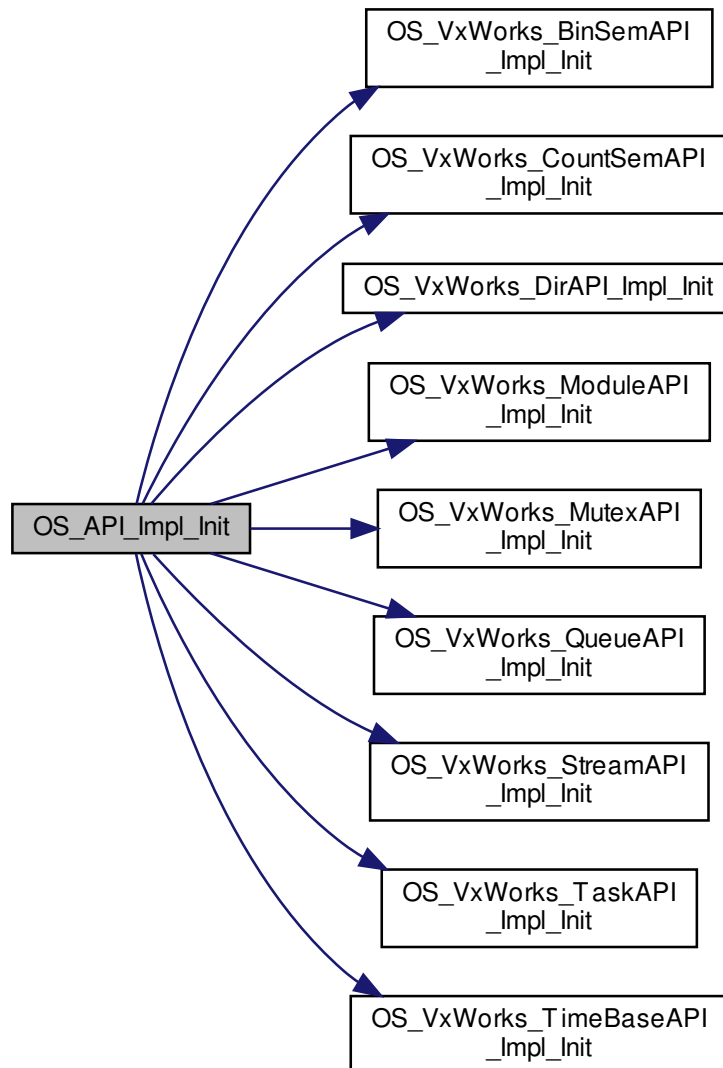 OS_VxWorks_BinSemAPI
_Impl_Init
OS_VxWorks_CountSemAPI
_Impl_Init
OS_VxWorks_DirAPI_Impl_Init
OS_VxWorks_ModuleAPI
_Impl_Init
OS_API_Impl_Init
OS_VxWorks_MutexAPI
_Impl_Init
OS_VxWorks_QueueAPI
_Impl_Init
OS_VxWorks_StreamAPI
_Impl_Init
OS_VxWorks_TaskAPI
_Impl_Init
OS_VxWorks_TimeBaseAPI
_Impl_Init